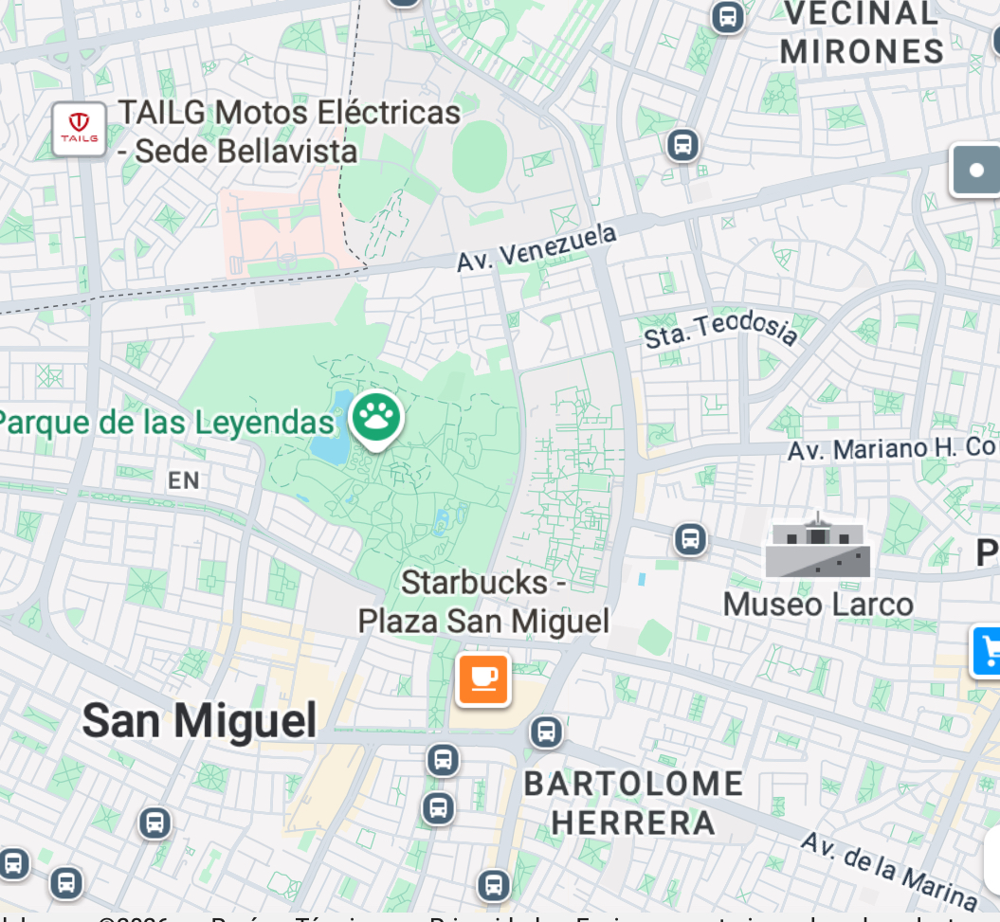 VECINAL
MIRONES
TAILG Motos Eléctricas
- Sede Bellavista
TAILG
Av. Venezuela
Sta. Teodosia
Parque de las Leyendas
Av. Mariano H. Co
EN
P
Starbucks -
Plaza San Miguel
Museo Larco
San Miguel
BARTOLOME
HERRERA
Av. de la Marina